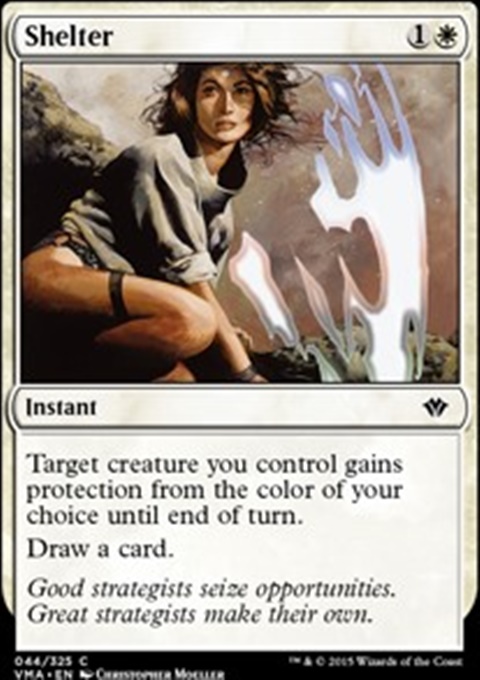 Shelter 1
Instant
Target creature you control gains
protection from the color of your
choice until end of turn.
Draw a card.
Good strategists seize opportunities.
Great strategists make their own.
044/325 C
VMA • EN Christopher Moeller
™ & © 2015 Wizards of the Coast